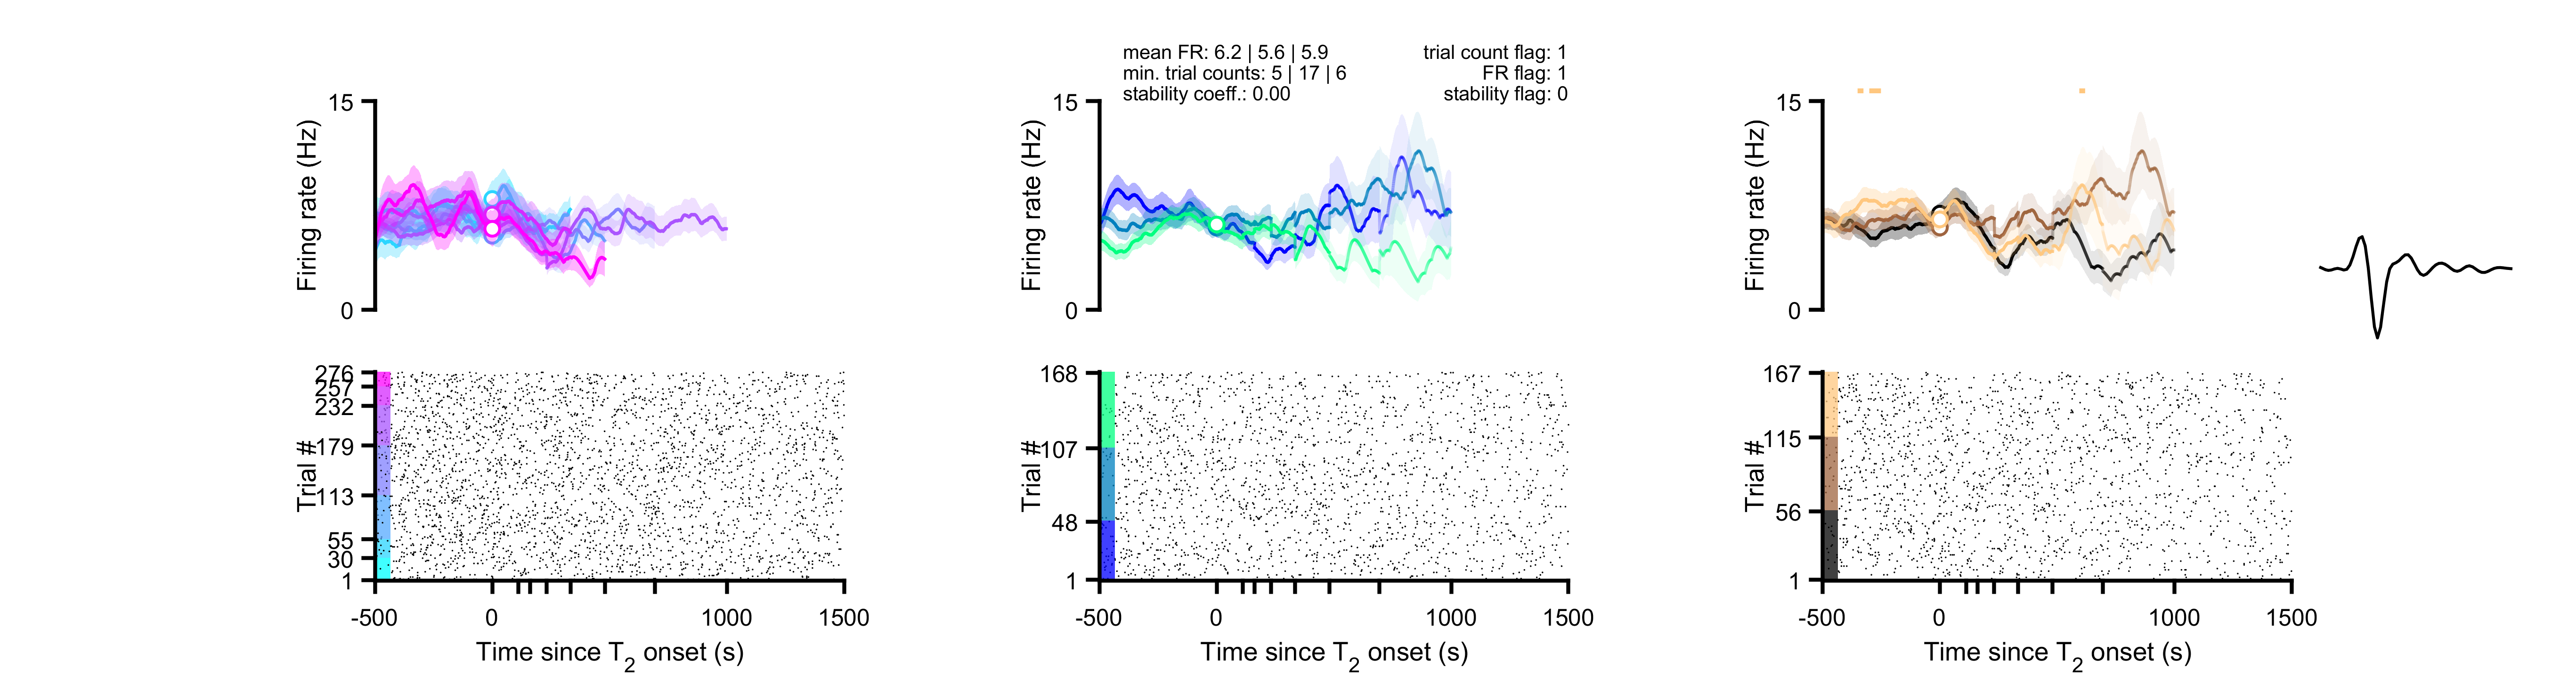 mean FR: 6.2 | 5.6 | 5.9
min. trial counts: 5 | 17 | 6
stability coeff.: 0.00
trial count flag: 1
FR flag: 1
stability flag: 0
15
Firing rate (Hz)
0
276
257
232
179
113
55
30
1
Trial #
-500
0
1000
1500
Time since T2 onset (s)
15
Firing rate (Hz)
0
168
107
48
1
Trial #
-500
0
1000
1500
Time since T2 onset (s)
15
Firing rate (Hz)
0
167
115
56
1
Trial #
-500
0
1000
1500
Time since T2 onset (s)